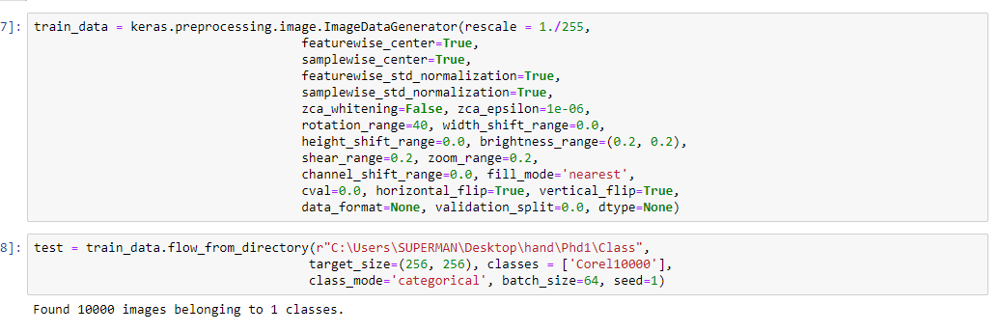 7]: train_data = keras.preprocessing.image.ImageDataGenerator(rescale = 1./255,
featurewise_center=True,
samplewise_center=True,
featurewise_std_normalization=True,
samplewise_std_normalization=True,
zca_whitening=False, zca_epsilon=1e-06,
rotation_range=40, width_shift_range=0.0,
height_shift_range=0.0, brightness_range=(0.2, 0.2),
shear_range=0.2, zoom_range=0.2,
channel_shift_range=0.0, fill_mode='nearest',
cval=0.0, horizontal_flip=True, vertical_flip=True,
data_format=None, validation_split=0.0, dtype=None)
8]: test = train_data.flow_from_directory(r"C:\Users\SUPERMAN\Desktop\hand\Phd1\Class",
target_size=(256, 256), classes = ['Corel10000'],
class_mode='categorical', batch_size=64, seed=1)
Found 10000 images belonging to 1 classes.